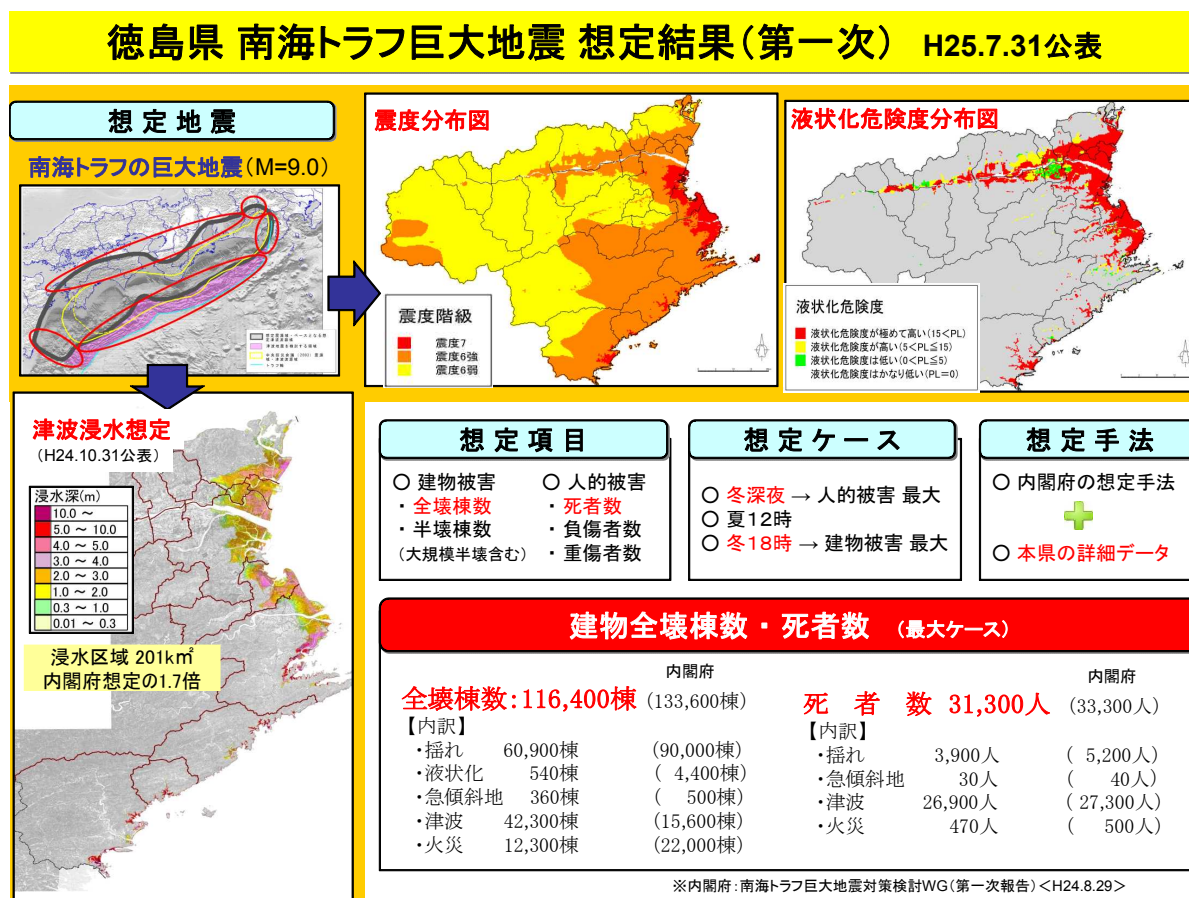 徳島県 南海トラフ巨大地震 想定結果(第一次) H25.7.31公表
想定地震
南海トラフの巨大地震(M=9.0)
震度分布図
震度階級
震度7
震度6強
震度6弱
液状化危険度分布図
液状化危険度
液状化危険度が極めて高い(15<PL)
液状化危険度が高い(5<PL≦15)
液状化危険度は低い(0<PL≦5)
液状化危険度はかなり低い(PL=0)
津波浸水想定
(H24.10.31公表)
浸水深(m)
10.0 ~
5.0 ~ 10.0
4.0 ~ 5.0
3.0 ~ 4.0
2.0 ~ 3.0
1.0 ~ 2.0
0.3 ~ 1.0
0.01 ~ 0.3
浸水区域 201k㎡
内閣府想定の1.7倍
想定項目
○ 建物被害
・全壊棟数
・半壊棟数
(大規模半壊含む)
○ 人的被害
・死者数
・負傷者数
・重傷者数
想定ケース
○ 冬深夜 → 人的被害 最大
○ 夏12時
○ 冬18時 → 建物被害 最大
想定手法
○ 内閣府の想定手法
○ 本県の詳細データ
建物全壊棟数・死者数 (最大ケース)
内閣府
全壊棟数:116,400棟 (133,600棟)
【内訳】
・揺れ 60,900棟 (90,000棟)
・液状化 540棟 ( 4,400棟)
・急傾斜地 360棟 ( 500棟)
・津波 42,300棟 (15,600棟)
・火災 12,300棟 (22,000棟)
内閣府
死者数 31,300人 (33,300人)
【内訳】
・揺れ 3,900人 ( 5,200人)
・急傾斜地 30人 ( 40人)
・津波 26,900人 ( 27,300人)
・火災 470人 ( 500人)
※内閣府:南海トラフ巨大地震対策検討WG(第一次報告)<H24.8.29>